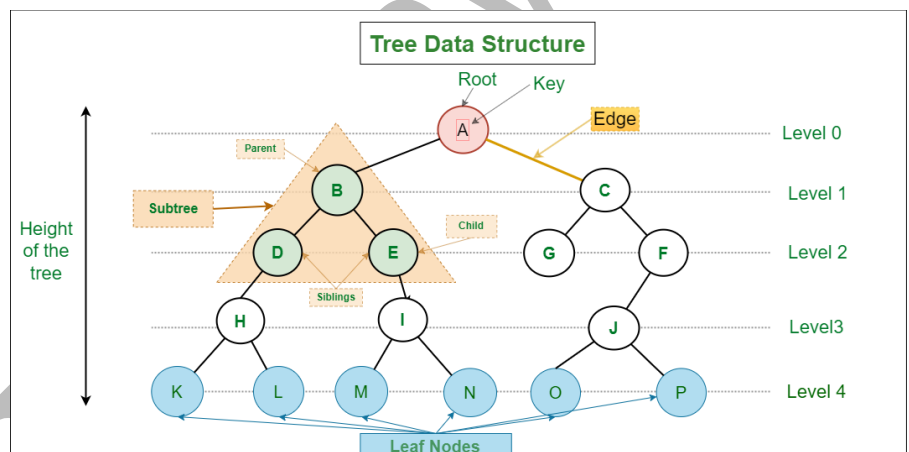 Tree Data Structure
Root
Key
A
Edge
Level 0
Parent
B
C
Level 1
Subtree
Child
Height
of the
tree
D
E
G
F
Level 2
Siblings
H
I
J
Level3
K
L
M
N
O
P
Level 4
Leaf Nodes